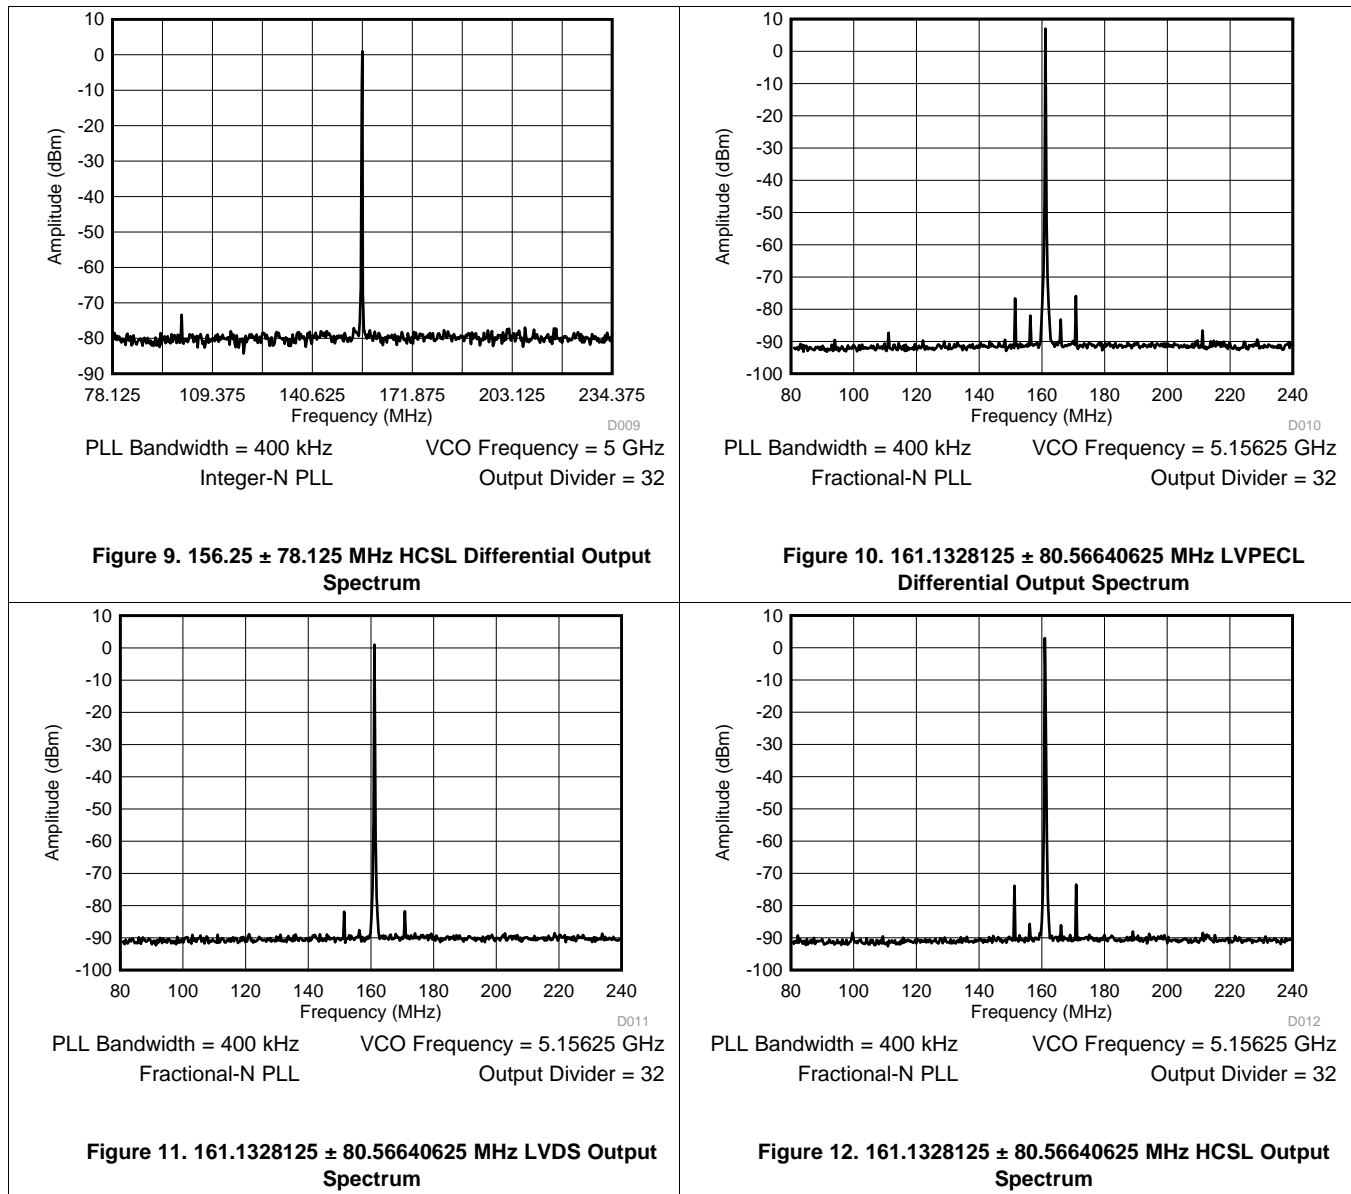 10
0
-10
-20
-30
-40
-50
-60
-70
-80
-90
Amplitude (dBm)
78.125 109.375 140.625 171.875 203.125 234.375
Frequency (MHz)
D009
PLL Bandwidth = 400 kHz VCO Frequency = 5 GHz
Integer-N PLL Output Divider = 32
Figure 9. 156.25 ± 78.125 MHz HCSL Differential Output
Spectrum
10
0
-10
-20
-30
-40
-50
-60
-70
-80
-90
-100
Amplitude (dBm)
80 100 120 140 160 180 200 220 240
Frequency (MHz)
D010
PLL Bandwidth = 400 kHz VCO Frequency = 5.15625 GHz
Fractional-N PLL Output Divider = 32
Figure 10. 161.1328125 ± 80.56640625 MHz LVPECL
Differential Output Spectrum
10
0
-10
-20
-30
-40
-50
-60
-70
-80
-90
-100
Amplitude (dBm)
80 100 120 140 160 180 200 220 240
Frequency (MHz)
D011
PLL Bandwidth = 400 kHz VCO Frequency = 5.15625 GHz
Fractional-N PLL Output Divider = 32
Figure 11. 161.1328125 ± 80.56640625 MHz LVDS Output
Spectrum
10
0
-10
-20
-30
-40
-50
-60
-70
-80
-90
-100
Amplitude (dBm)
80 100 120 140 160 180 200 220 240
Frequency (MHz)
D012
PLL Bandwidth = 400 kHz VCO Frequency = 5.15625 GHz
Fractional-N PLL Output Divider = 32
Figure 12. 161.1328125 ± 80.56640625 MHz HCSL Output
Spectrum